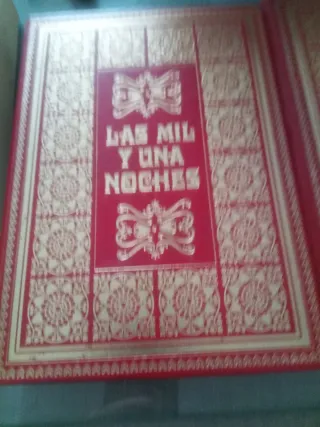 LAS MIL
Y UNA
NOCHES